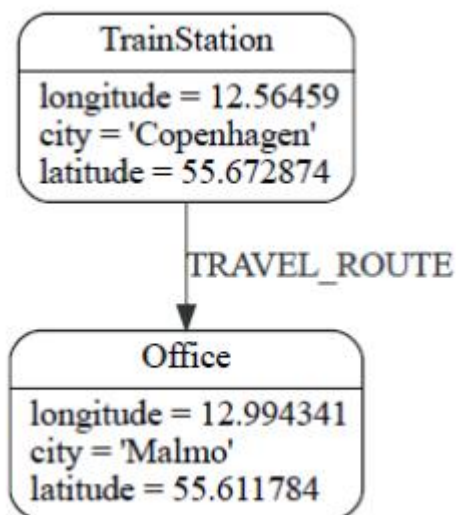 TrainStation
longitude = 12.56459
city = 'Copenhagen'
latitude = 55.672874
TRAVEL_ROUTE
Office
longitude = 12.994341
city = 'Malmo'
latitude = 55.611784